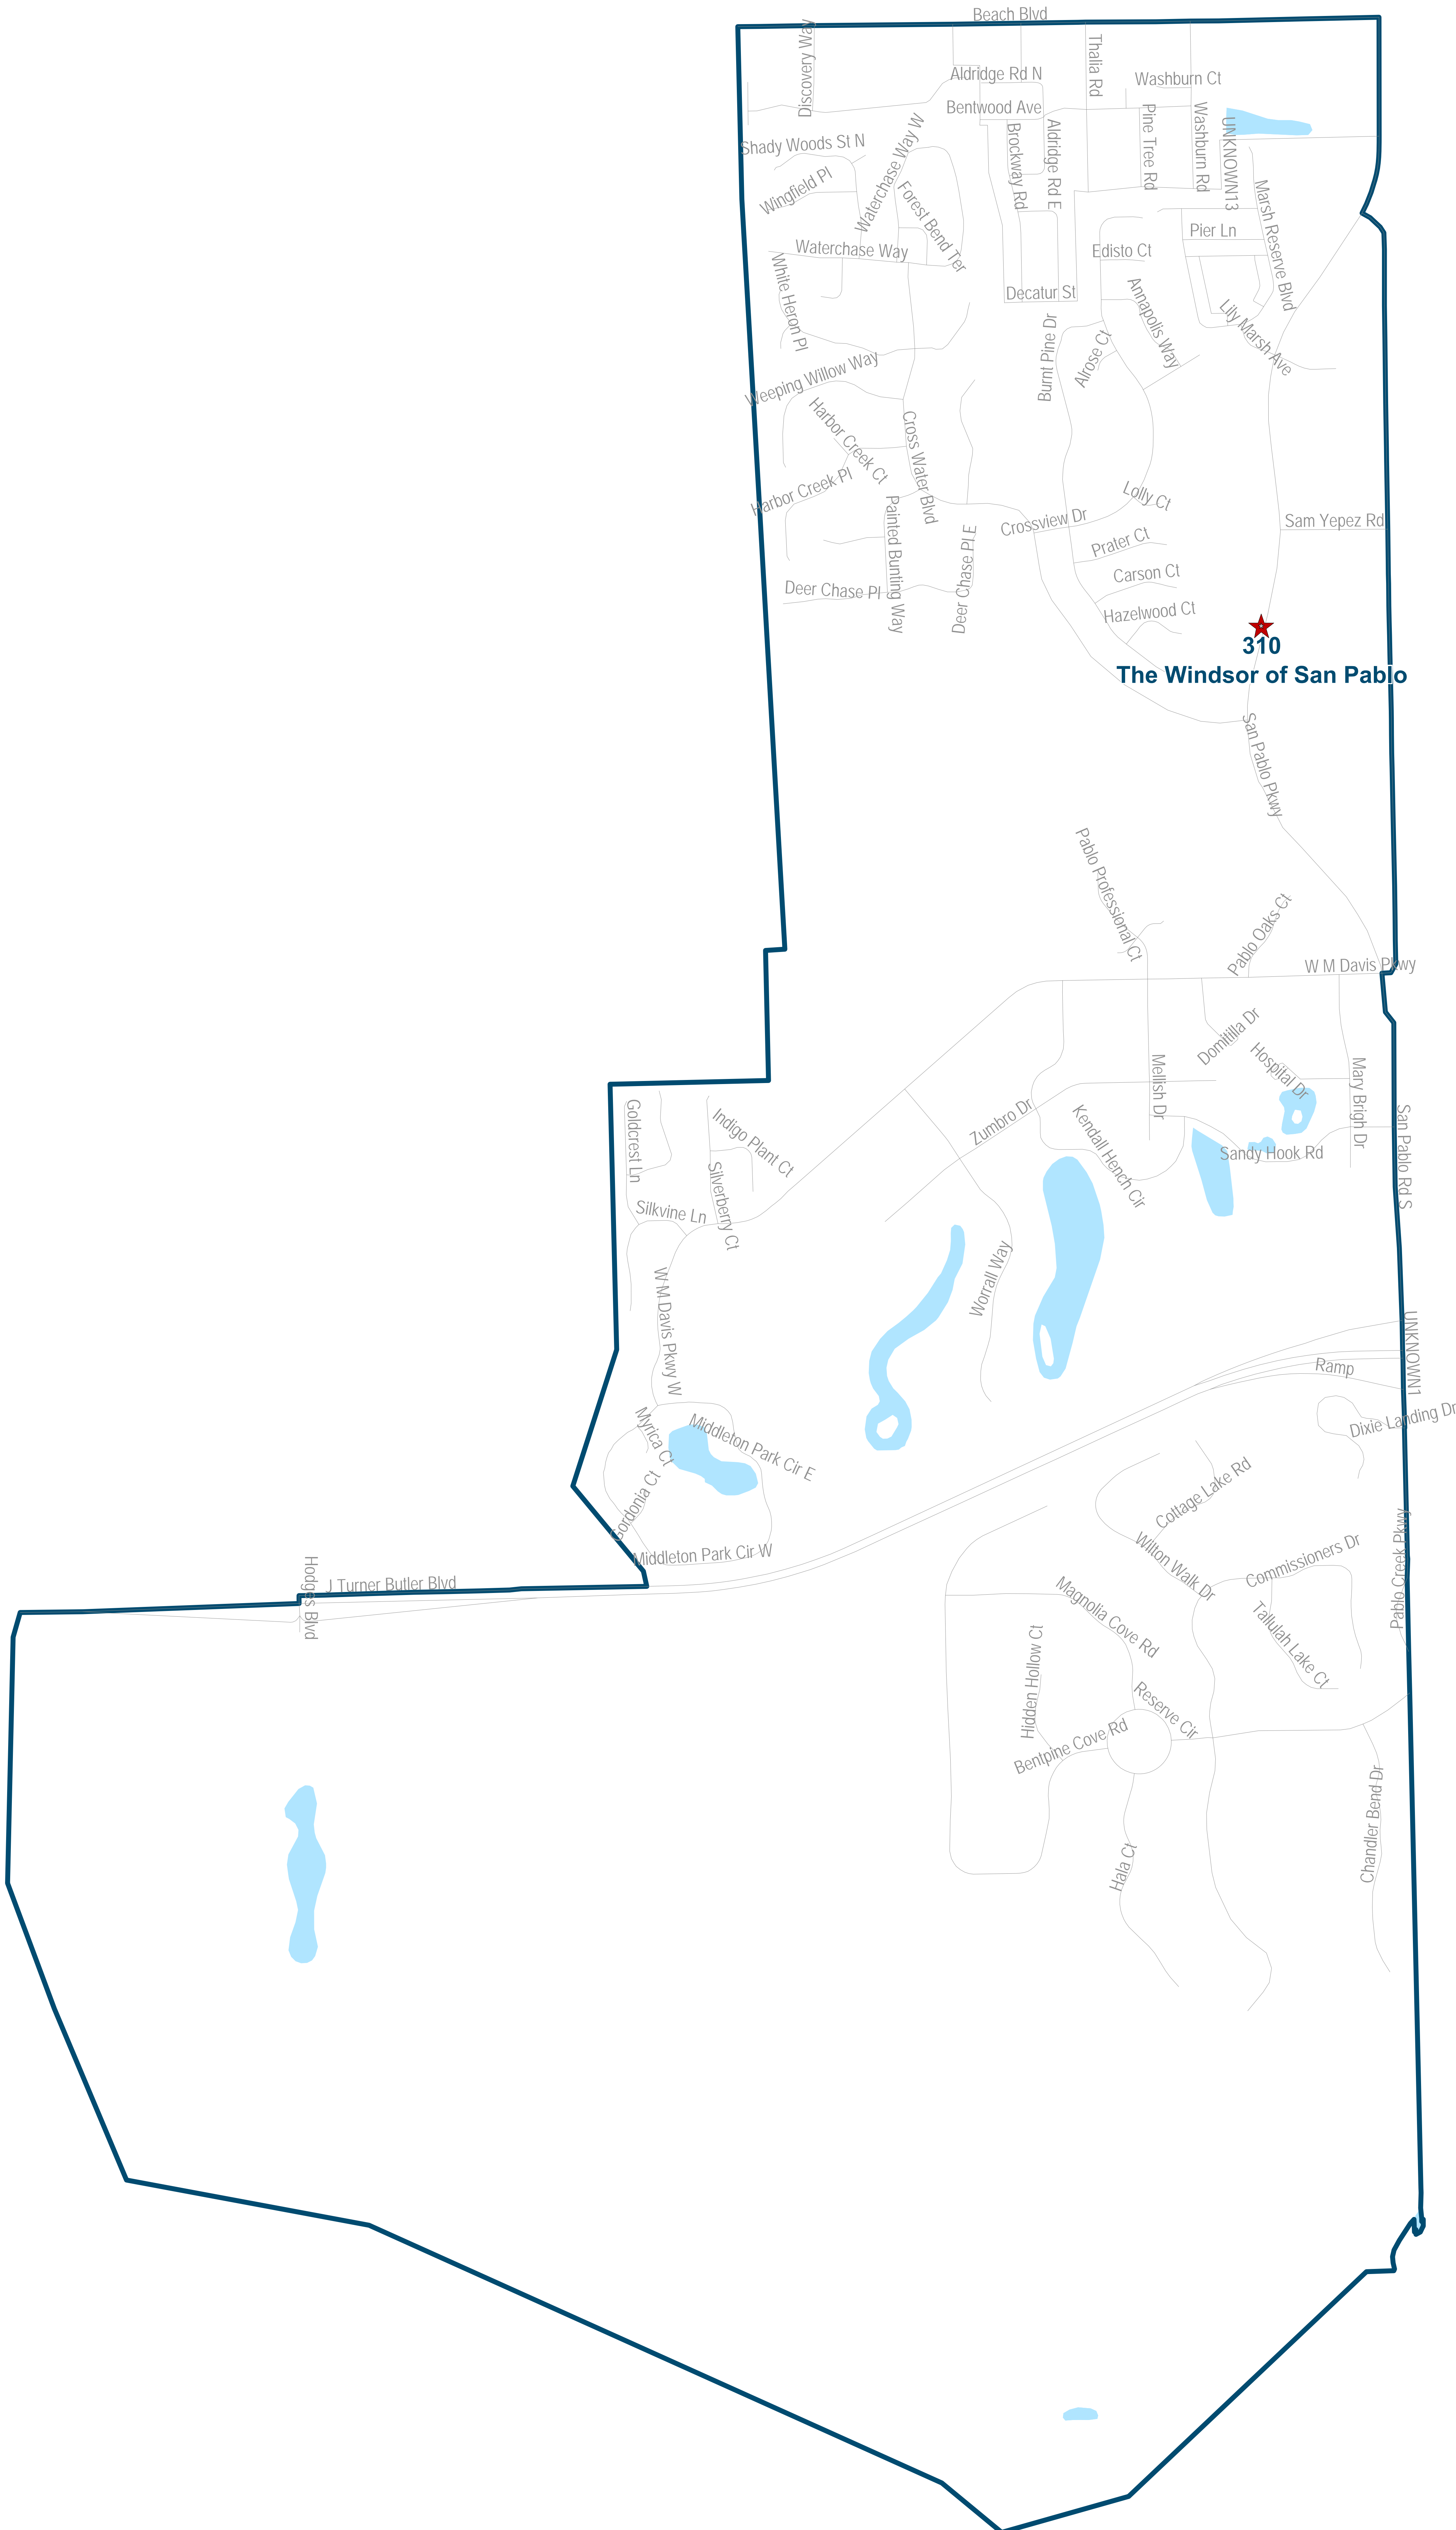 Beach Blvd
Discovery Way
Thalia Rd
Aldridge Rd N
Washburn Ct
Bentwood Ave
Shady Woods St N
Waterchase Way W
Brockway Rd
Aldridge Rd E
Pine Tree Rd
Washburn Rd
UNKNOWN13
Wingfield Pl
Forest Bend Ter
Marsh Reserve Blvd
Pier Ln
Waterchase Way
Edisto Ct
White Heron Pl
Decatur St
Annapolis Way
Lily Marsh Ave
Burnt Pine Dr
Alrose Ct
Weeping Willow Way
Harbor Creek Ct
Cross Water Blvd
Harbor Creek Pl
Lolly Ct
Painted Bunting Way
Crossview Dr
Sam Yepez Rd
Deer Chase Pl E
Prater Ct
Carson Ct
Deer Chase Pl
Hazelwood Ct
310
The Windsor of San Pablo
San Pablo Pkwy
Pablo Professional Ct
Pablo Oaks Ct
W M Davis Pkwy
Domitilla Dr
Hospital Dr
Mellish Dr
Mary Brigh Dr
Goldcrest Ln
Indigo Plant Ct
Zumbro Dr
Kendall Hench Cir
San Pablo Rd S
Sandy Hook Rd
Silverberry Ct
Silkvine Ln
Worrall Way
W M Davis Pkwy W
UNKNOWN1
Ramp
Dixie Landing Dr
Myrica Ct
Middleton Park Cir E
Gordonia Ct
Cottage Lake Rd
Middleton Park Cir W
Wilton Walk Dr
Commissioners Dr
Pablo Creek Pkwy
J Turner Butler Blvd
Hodges Blvd
Magnolia Cove Rd
Tallulah Lake Ct
Hidden Hollow Ct
Reserve Cir
Bentpine Cove Rd
Chandler Bend Dr
Hala Ct